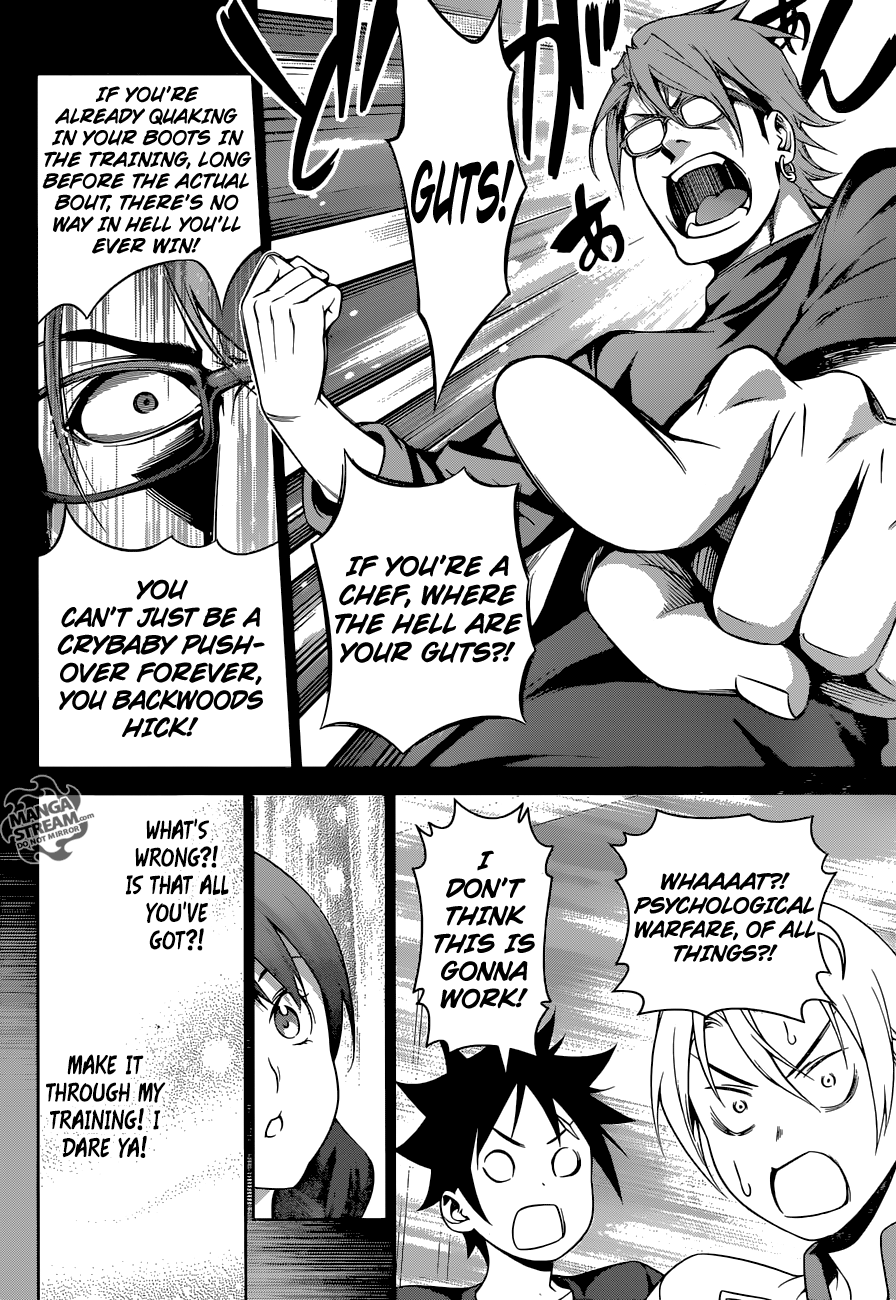 GUTS!
IF YOU'RE A
CHEF, WHERE
THE HELL ARE
YOUR GUTS?!
IF YOU'RE
ALREADY QUAKING
IN YOUR BOOTS IN
THE TRAINING, LONG
BEFORE THE ACTUAL
BOUT, THERE'S NO
WAY IN HELL YOU'LL
EVER WIN!
YOU
CAN'T JUST BE A
CRYBABY PUSH-
OVER FOREVER,
YOU BACKWOODS
HICK!
WHAAAAT?!
PSYCHOLOGICAL
WARFARE, OF ALL
THINGS?!
I
DON'T
THINK
THIS IS
GONNA
WORK!
WHAT'S
WRONG?!
IS THAT ALL
YOU'VE
GOT?!
MAKE IT
THROUGH MY
TRAINING! I
DARE YA!
MANGA
STREAM.com
DO NOT MIRROR